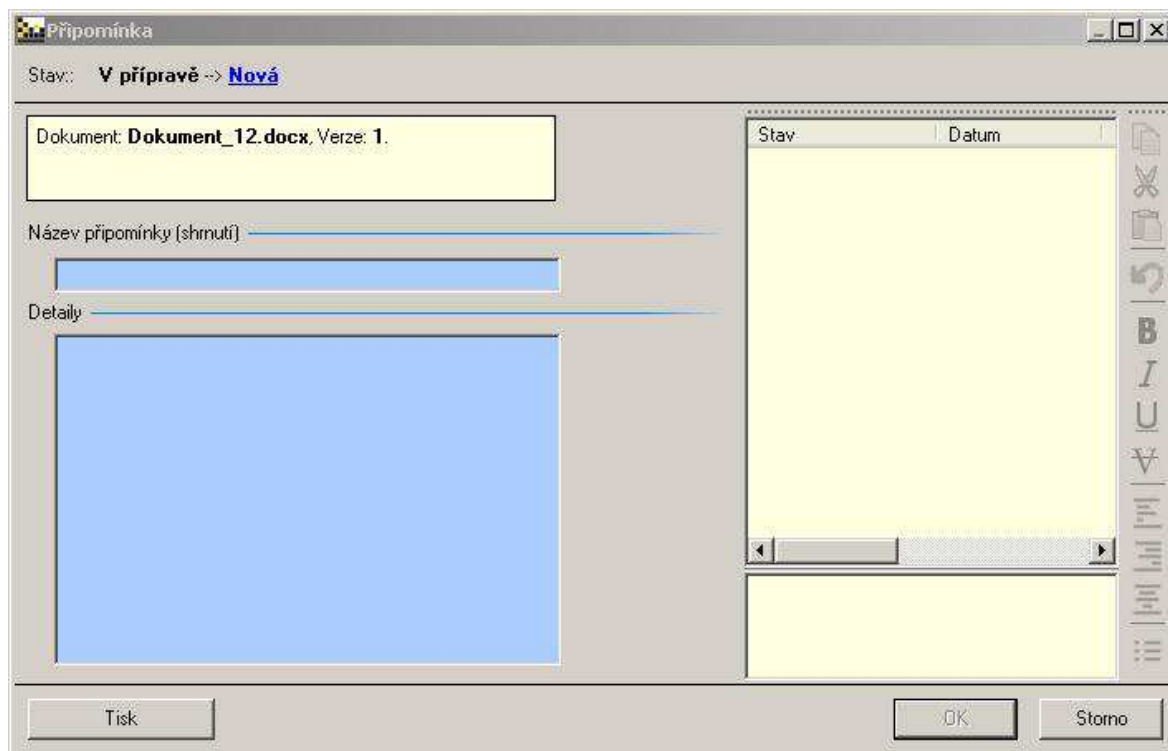 Připomínka
Stav:: V přípravě --> Nová
Dokument: Dokument_12.docx, Verze: 1.
Název připomínky (shrnutí)
Detaily
Stav Datum
B
I
U
Tisk OK Storno